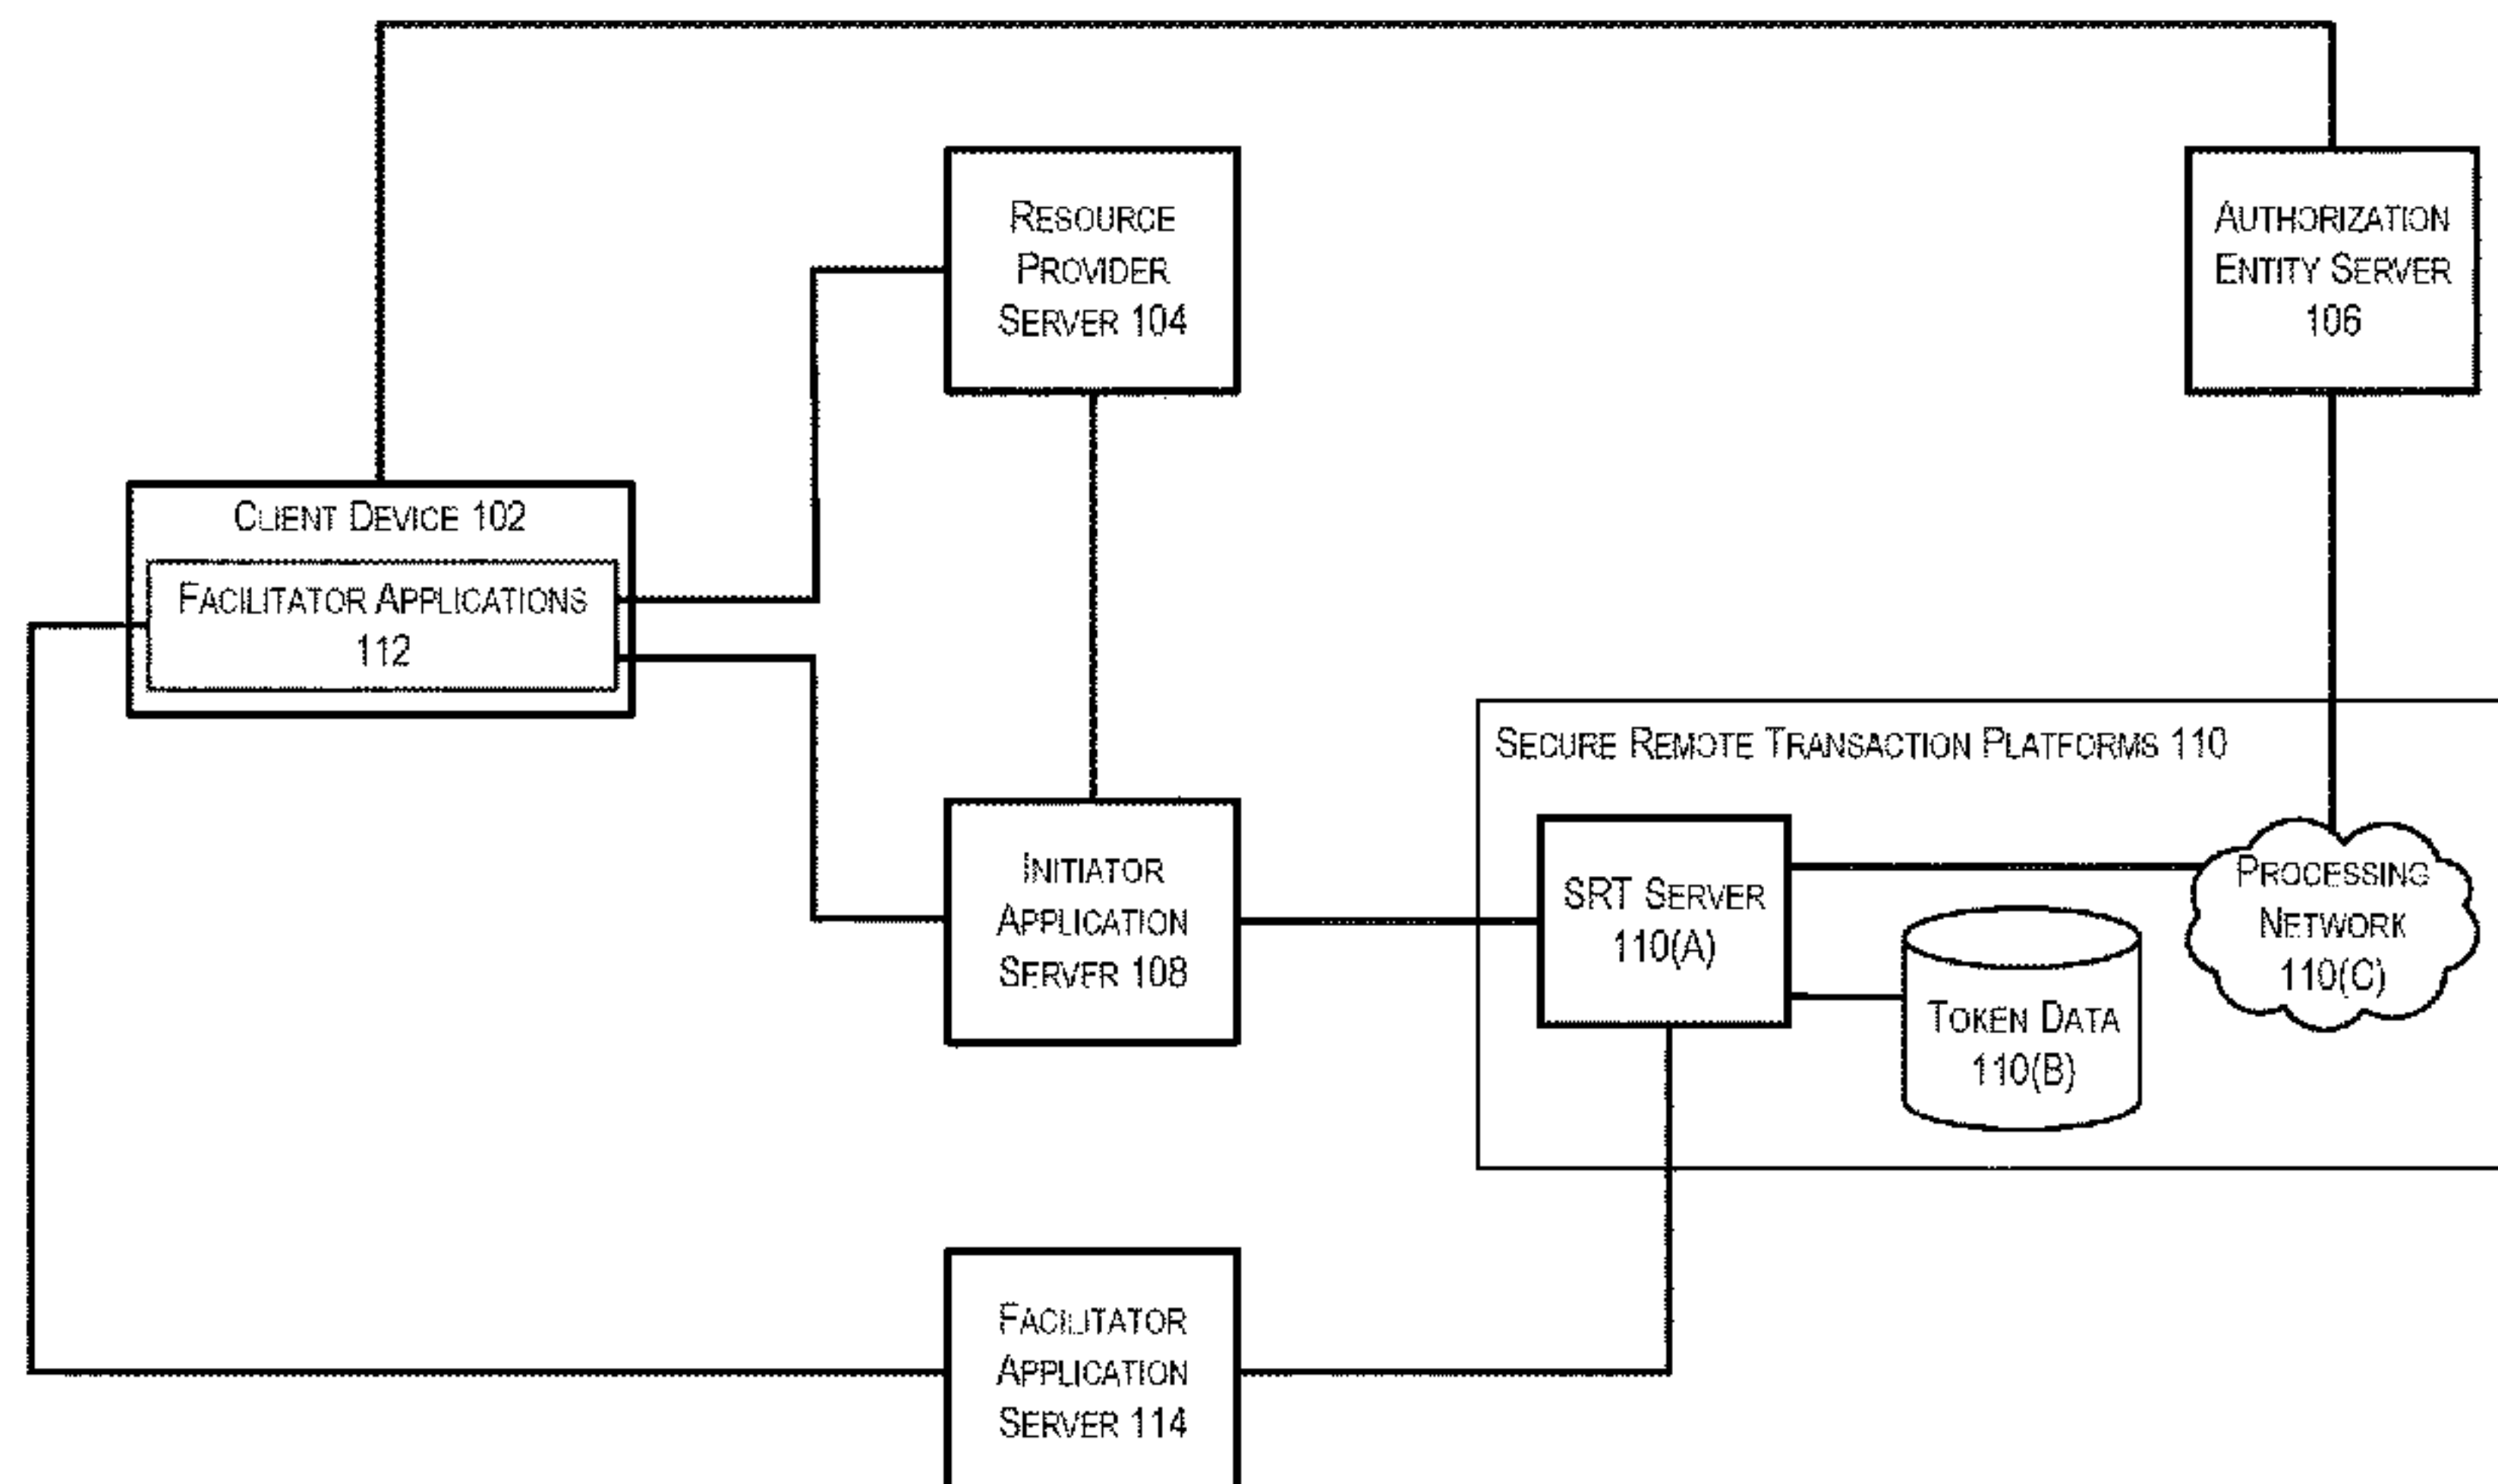 RESOURCE
PROVIDER
SERVER 104
AUTHORIZATION
ENTITY SERVER
106
CLIENT DEVICE 102
FACILITATOR APPLICATIONS
112
SECURE REMOTE TRANSACTION PLATFORMS 110
INITIATOR
APPLICATION
SERVER 108
SRT SERVER
110(A)
PROCESSING
NETWORK
110(C)
TOKEN DATA
110(B)
FACILITATOR
APPLICATION
SERVER 114